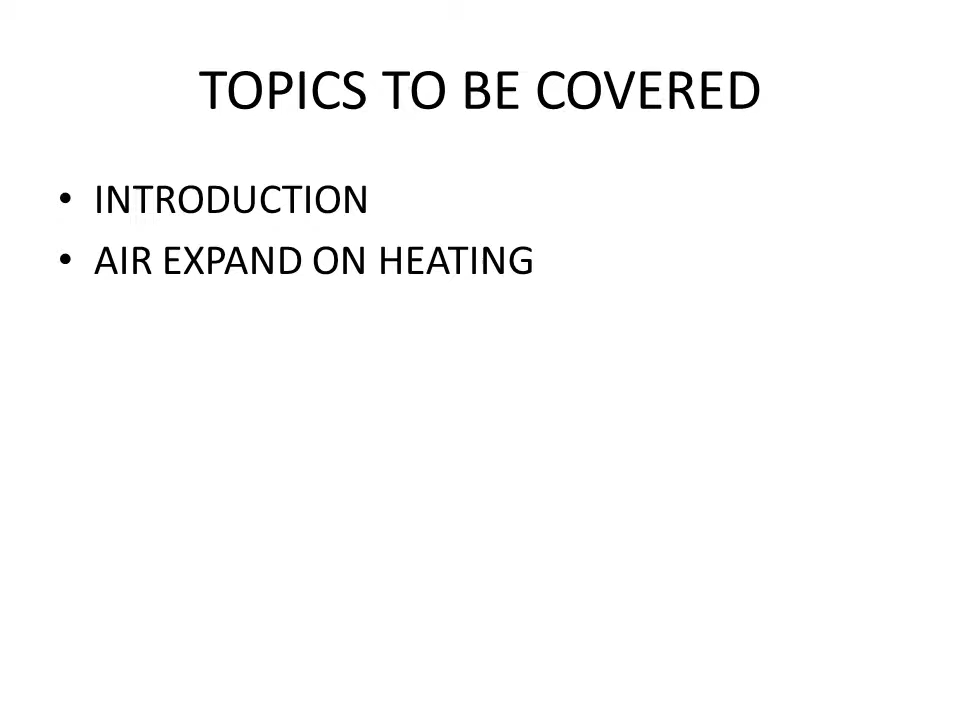 TOPICS TO BE COVERED
• INTRODUCTION
• AIR EXPAND ON HEATING